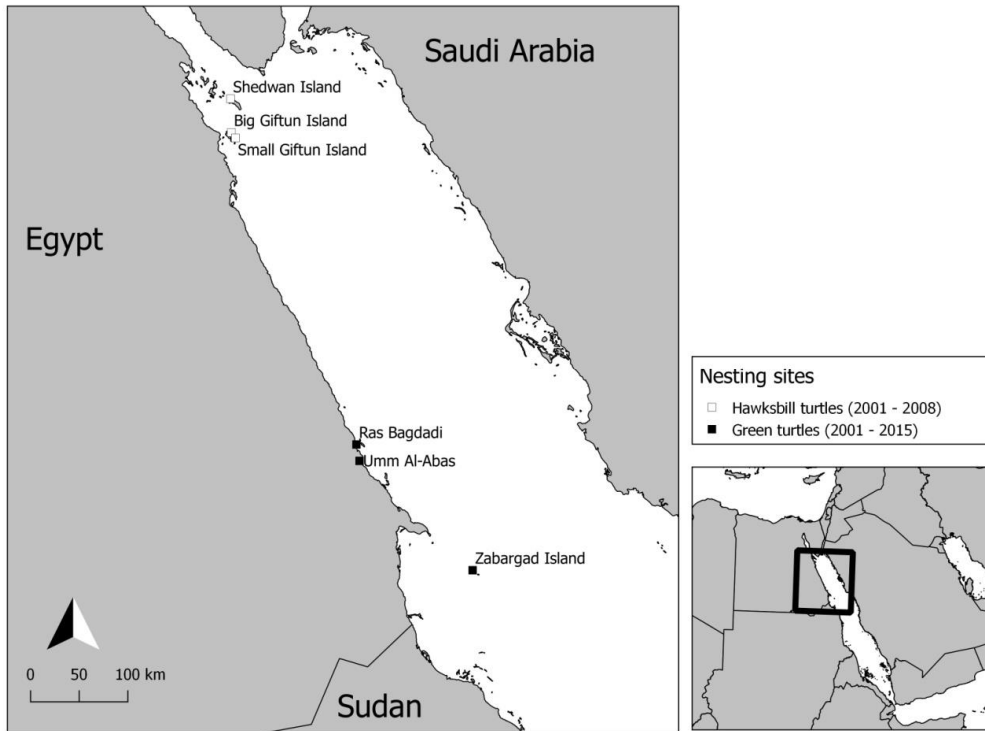 Saudi Arabia
Shedwan Island
Big Giftun Island
Small Giftun Island
Egypt
Ras Bagdadi
Umm Al-Abas
Zabargad Island
0 50 100 km
Sudan
Nesting sites
Hawksbill turtles (2001 - 2008)
Green turtles (2001 - 2015)